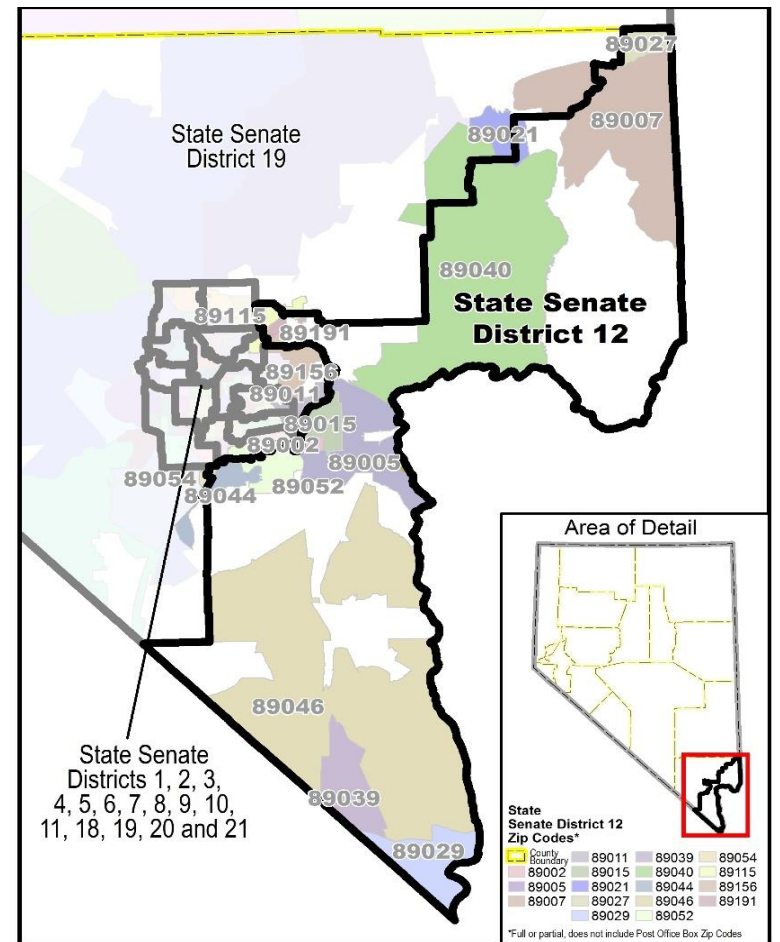 89027
89007
State Senate
District 19
89021
89040
State Senate
District 12
89115
89191
89156
89011
89015
89002
89005
89054
89044
89052
89046
89039
89029
State Senate
Districts 1, 2, 3,
4, 5, 6, 7, 8, 9, 10,
11, 18, 19, 20 and 21
Area of Detail
State
Senate District 12
Zip Codes*
County
Boundary
89002
89005
89007
89011
89015
89021
89027
89029
89039
89040
89044
89046
89052
89054
89115
89156
89191
*Full or partial, does not include Post Office Box Zip Codes